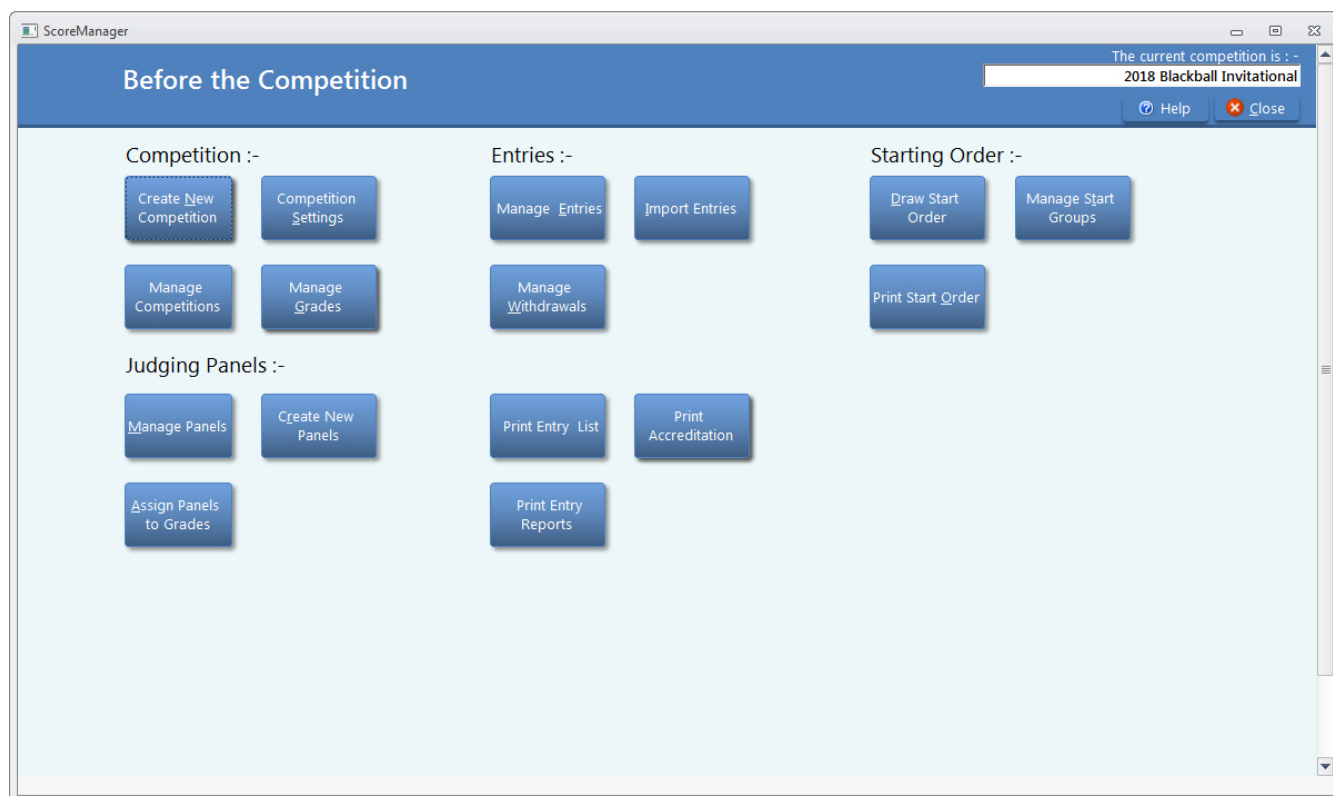 ScoreManager
Before the Competition
The current competition is : -
2018 Blackball Invitational
Help
Close
Competition :-
Entries :-
Starting Order :-
Create New
Competition
Competition
Settings
Manage Entries
Import Entries
Draw Start
Order
Manage Start
Groups
Manage
Competitions
Manage
Grades
Manage
Withdrawals
Print Start Order
Judging Panels :-
Manage Panels
Create New
Panels
Print Entry List
Print
Accreditation
Assign Panels
to Grades
Print Entry
Reports